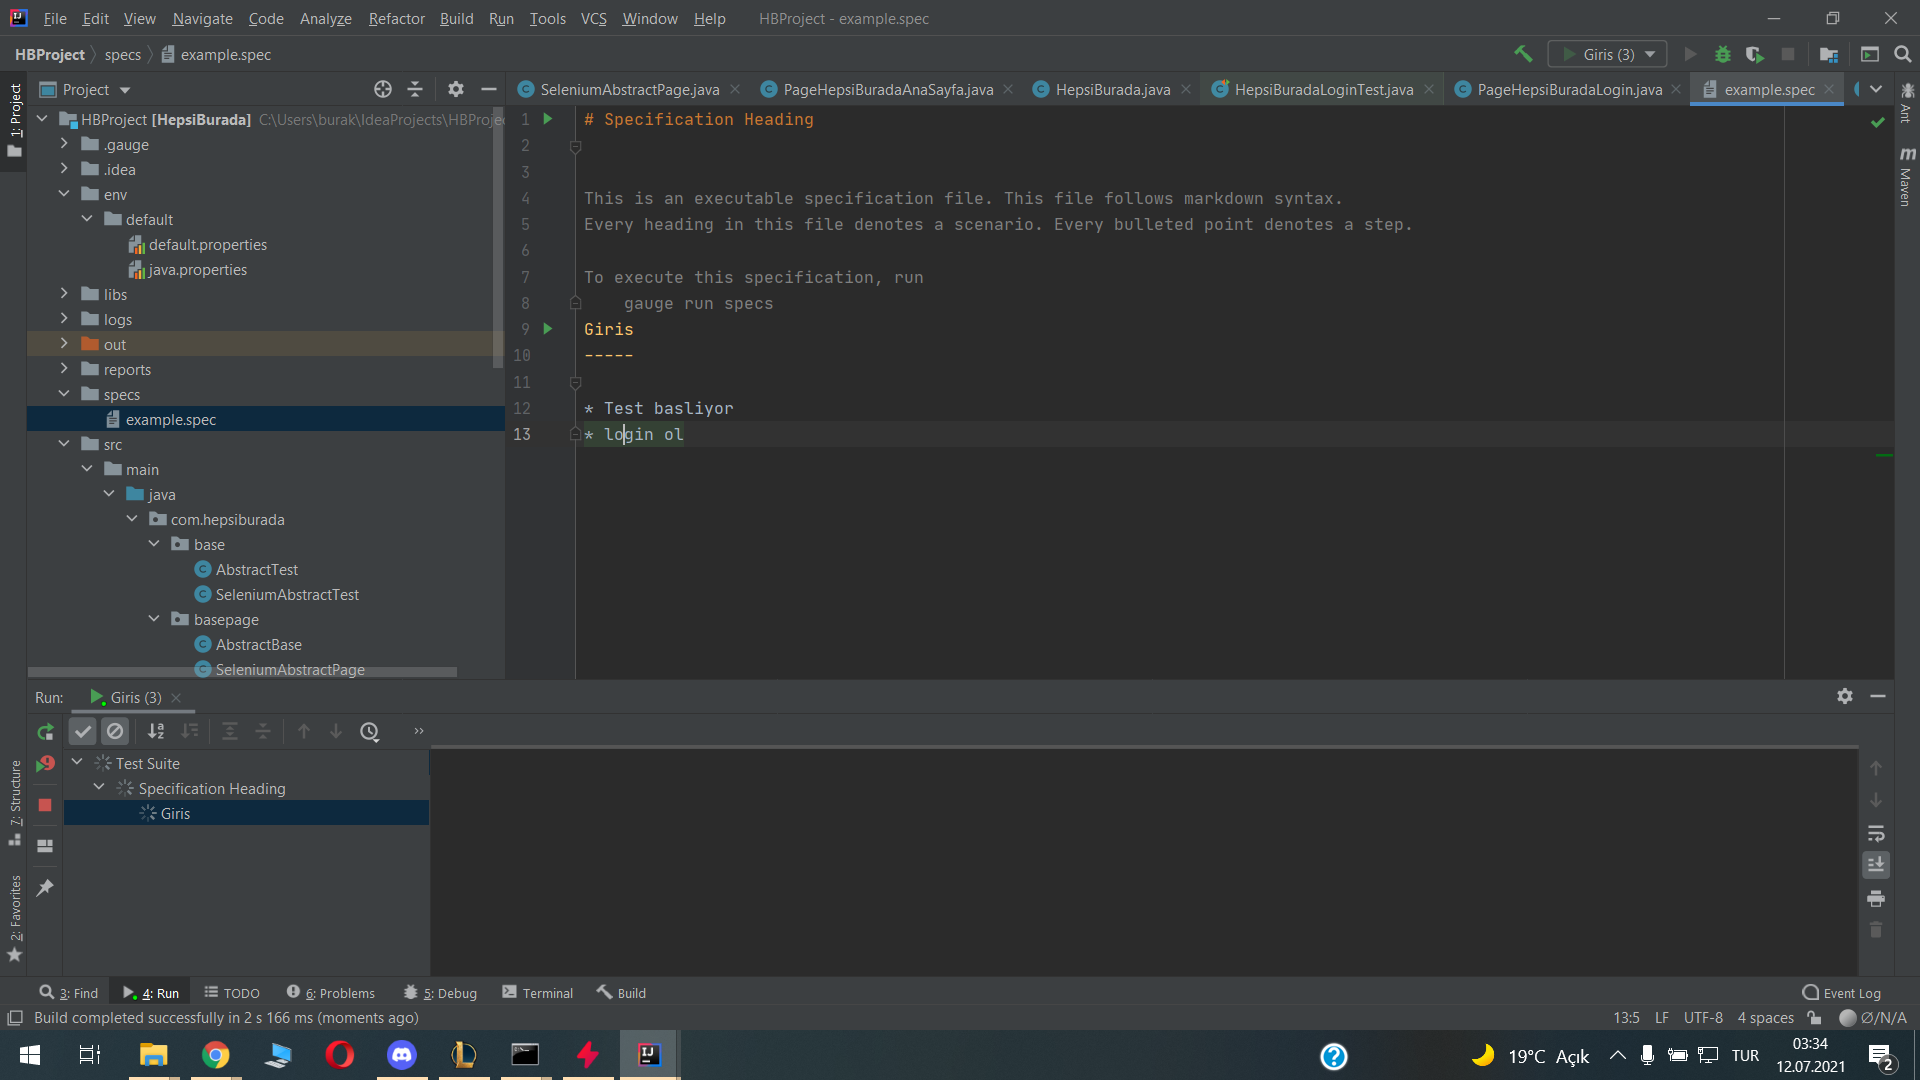 File Edit View Navigate Code Analyze Refactor Build Run Tools VCS Window Help HBProject - example.spec
HBProject specs example.spec Giris (3)
Project
SeleniumAbstractPage.java PageHepsiBuradaAnaSayfa.java HepsiBurada.java HepsiBuradaLoginTest.java PageHepsiBuradaLogin.java example.spec
1: Project
Ant
Maven
HBProject [HepsiBurada] C:\Users\burak\IdeaProjects\HBProje
.gauge
.idea
env
default
default.properties
java.properties
libs
logs
out
reports
specs
example.spec
src
main
java
com.hepsiburada
base
AbstractTest
SeleniumAbstractTest
basepage
AbstractBase
SeleniumAbstractPage
1 # Specification Heading
2
3
4 This is an executable specification file. This file follows markdown syntax.
5 Every heading in this file denotes a scenario. Every bulleted point denotes a step.
6
7 To execute this specification, run
8 gauge run specs
9 Giris
10 -----
11
12 * Test basliyor
13 * login ol
Run: Giris (3)
Test Suite
Specification Heading
Giris
7: Structure
2: Favorites
3: Find 4: Run TODO 6: Problems 5: Debug Terminal Build Event Log
Build completed successfully in 2 s 166 ms (moments ago) 13:5 LF UTF-8 4 spaces Ø/N/A
19°C Açık TUR 03:34
12.07.2021 2